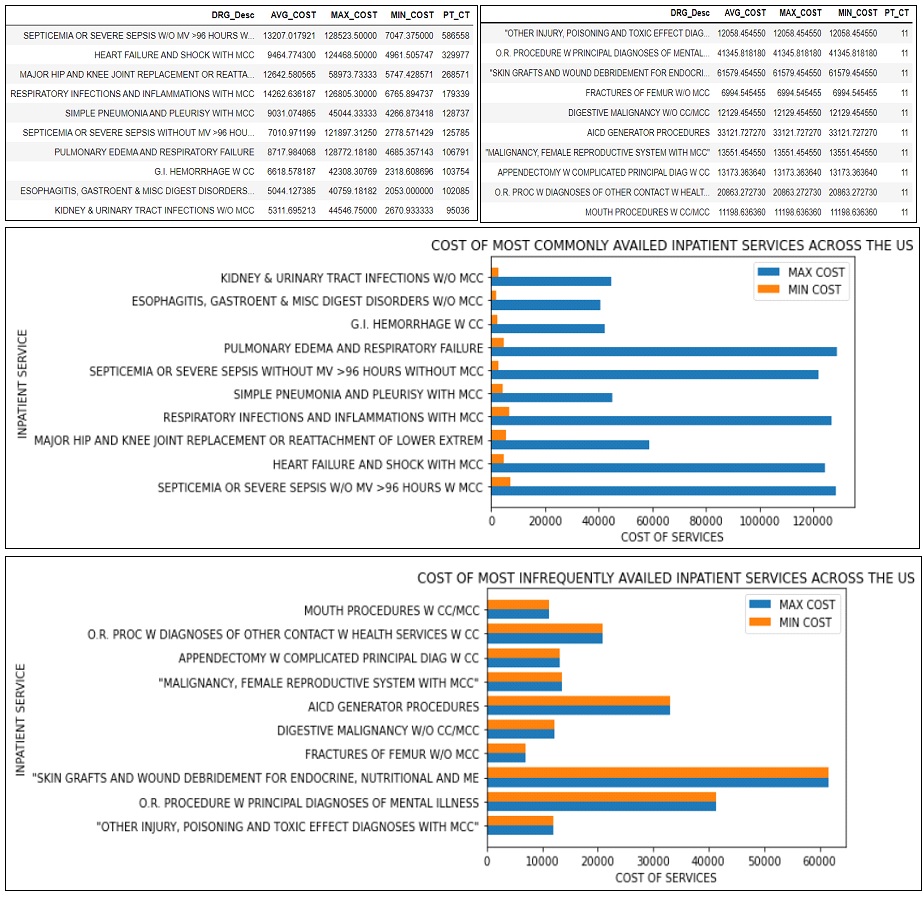 DRG_Desc AVG_COST MAX_COST MIN_COST PT_CT
SEPTICEMIA OR SEVERE SEPSIS W/O MV >96 HOURS W... 13207.017921 128523.50000 7047.375000 586558
HEART FAILURE AND SHOCK WITH MCC 9464.774300 124468.50000 4961.505747 329977
MAJOR HIP AND KNEE JOINT REPLACEMENT OR REATTA... 12642.580565 58973.73333 5747.428571 268571
RESPIRATORY INFECTIONS AND INFLAMMATIONS WITH MCC 14262.636187 126805.30000 6765.894737 179339
SIMPLE PNEUMONIA AND PLEURISY WITH MCC 9031.074865 45044.33333 4266.873418 128737
SEPTICEMIA OR SEVERE SEPSIS WITHOUT MV >96 HOU... 7010.971199 121897.31250 2778.571429 125785
PULMONARY EDEMA AND RESPIRATORY FAILURE 8717.984068 128772.18180 4685.357143 106791
G.I. HEMORRHAGE W CC 6618.578187 42308.30769 2318.608696 103754
ESOPHAGITIS, GASTROENT & MISC DIGEST DISORDERS... 5044.127385 40759.18182 2053.000000 102085
KIDNEY & URINARY TRACT INFECTIONS W/O MCC 5311.695213 44546.75000 2670.933333 95036
DRG_Desc AVG_COST MAX_COST MIN_COST PT_CT
"OTHER INJURY, POISONING AND TOXIC EFFECT DIAG... 12058.454550 12058.454550 12058.454550 11
O.R. PROCEDURE W PRINCIPAL DIAGNOSES OF MENTAL... 41345.818180 41345.818180 41345.818180 11
"SKIN GRAFTS AND WOUND DEBRIDEMENT FOR ENDOCRI... 61579.454550 61579.454550 61579.454550 11
FRACTURES OF FEMUR W/O MCC 6994.545455 6994.545455 6994.545455 11
DIGESTIVE MALIGNANCY W/O CC/MCC 12129.454550 12129.454550 12129.454550 11
AICD GENERATOR PROCEDURES 33121.727270 33121.727270 33121.727270 11
"MALIGNANCY, FEMALE REPRODUCTIVE SYSTEM WITH MCC" 13551.454550 13551.454550 13551.454550 11
APPENDECTOMY W COMPLICATED PRINCIPAL DIAG W CC 13173.363640 13173.363640 13173.363640 11
O.R. PROC W DIAGNOSES OF OTHER CONTACT W HEALT... 20863.272730 20863.272730 20863.272730 11
MOUTH PROCEDURES W CC/MCC 11198.636360 11198.636360 11198.636360 11
COST OF MOST COMMONLY AVAILED INPATIENT SERVICES ACROSS THE US
MAX COST
MIN COST
INPATIENT SERVICE
KIDNEY & URINARY TRACT INFECTIONS W/O MCC
ESOPHAGITIS, GASTROENT & MISC DIGEST DISORDERS W/O MCC
G.I. HEMORRHAGE W CC
PULMONARY EDEMA AND RESPIRATORY FAILURE
SEPTICEMIA OR SEVERE SEPSIS WITHOUT MV >96 HOURS WITHOUT MCC
SIMPLE PNEUMONIA AND PLEURISY WITH MCC
RESPIRATORY INFECTIONS AND INFLAMMATIONS WITH MCC
MAJOR HIP AND KNEE JOINT REPLACEMENT OR REATTACHMENT OF LOWER EXTREM
HEART FAILURE AND SHOCK WITH MCC
SEPTICEMIA OR SEVERE SEPSIS W/O MV >96 HOURS W MCC
0 20000 40000 60000 80000 100000 120000
COST OF SERVICES
COST OF MOST INFREQUENTLY AVAILED INPATIENT SERVICES ACROSS THE US
MAX COST
MIN COST
INPATIENT SERVICE
MOUTH PROCEDURES W CC/MCC
O.R. PROC W DIAGNOSES OF OTHER CONTACT W HEALTH SERVICES W CC
APPENDECTOMY W COMPLICATED PRINCIPAL DIAG W CC
"MALIGNANCY, FEMALE REPRODUCTIVE SYSTEM WITH MCC"
AICD GENERATOR PROCEDURES
DIGESTIVE MALIGNANCY W/O CC/MCC
FRACTURES OF FEMUR W/O MCC
"SKIN GRAFTS AND WOUND DEBRIDEMENT FOR ENDOCRINE, NUTRITIONAL AND ME
O.R. PROCEDURE W PRINCIPAL DIAGNOSES OF MENTAL ILLNESS
"OTHER INJURY, POISONING AND TOXIC EFFECT DIAGNOSES WITH MCC"
0 10000 20000 30000 40000 50000 60000
COST OF SERVICES